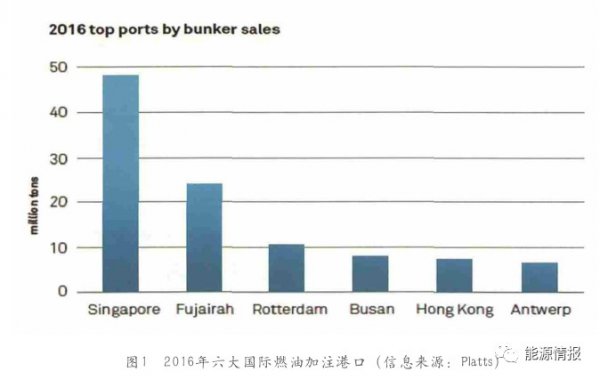 2016 top ports by bunker sales
50
40
30
20
10
0
million tons
Singapore Fujairah Rotterdam Busan Hong Kong Antwerp
能源情报
图1 2016年六大国际燃油加注港口 (信息来源: Platts)